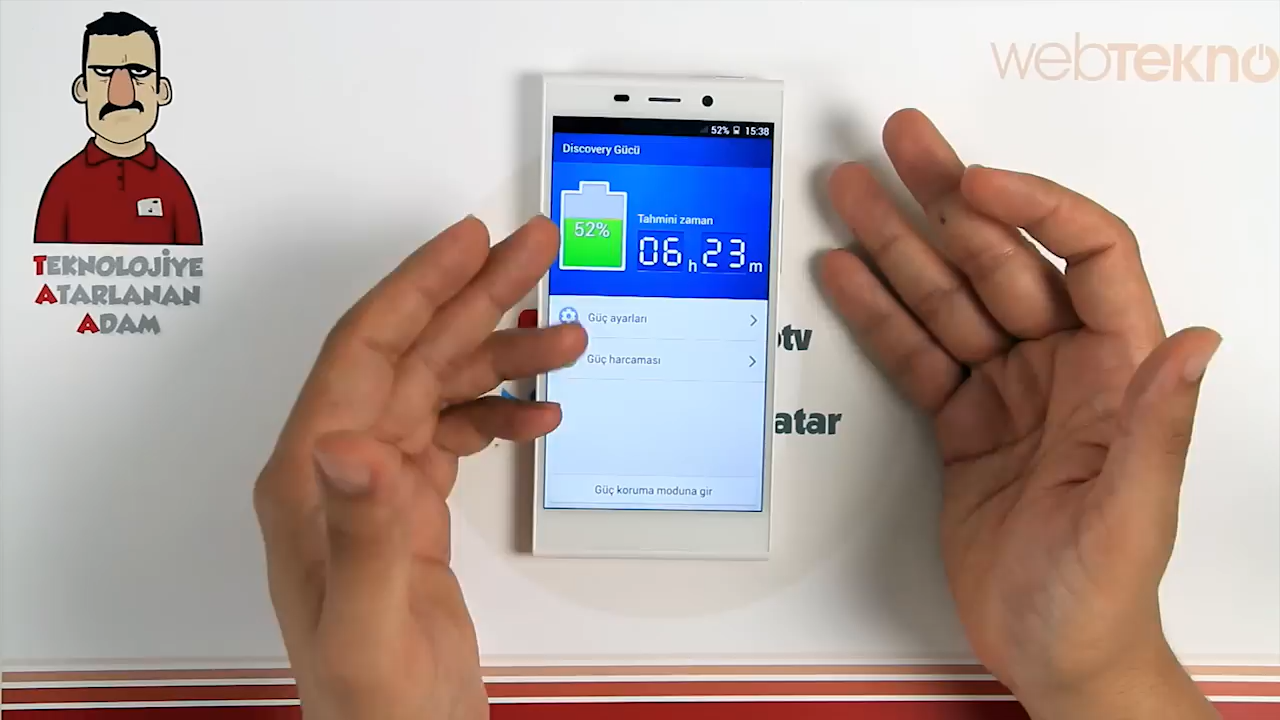 webTEKNO
TEKNOLOJİYE
ATARLANAN
ADAM
52% 15:38
Discovery Gücü
52%
Tahmini zaman
06 h 23 m
Güç ayarları
Güç harcaması
Güç koruma moduna gir
tv
atar